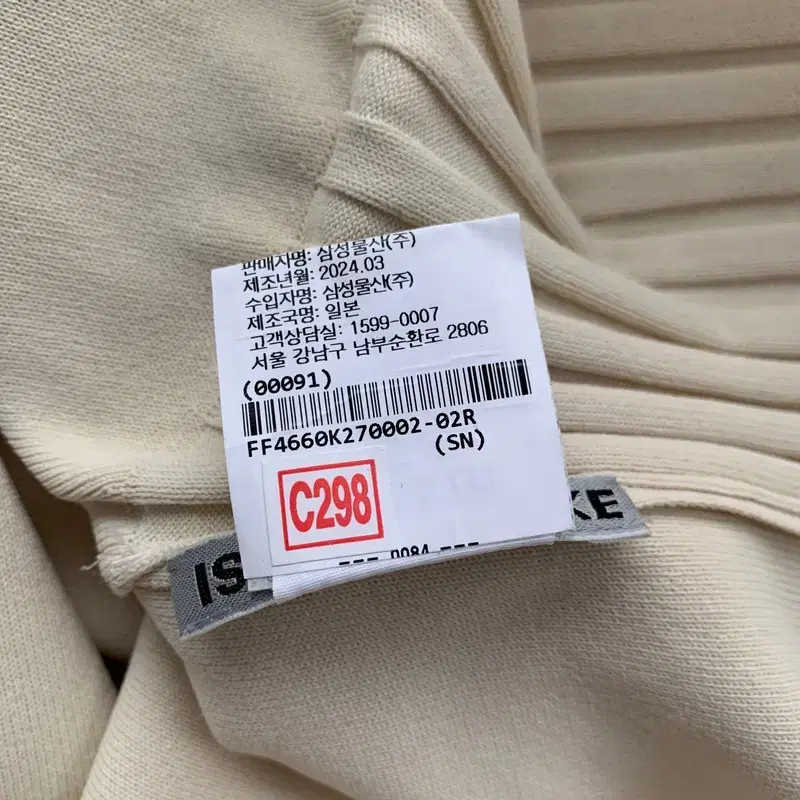 판매자명: 삼성물산(주)
제조년월: 2024.03
수입자명: 삼성물산(주)
제조국명: 일본
고객상담실: 1599-0007
서울 강남구 남부순환로 2806
(00091)
FF4660K270002-02R
(SN)
C298
IS KE